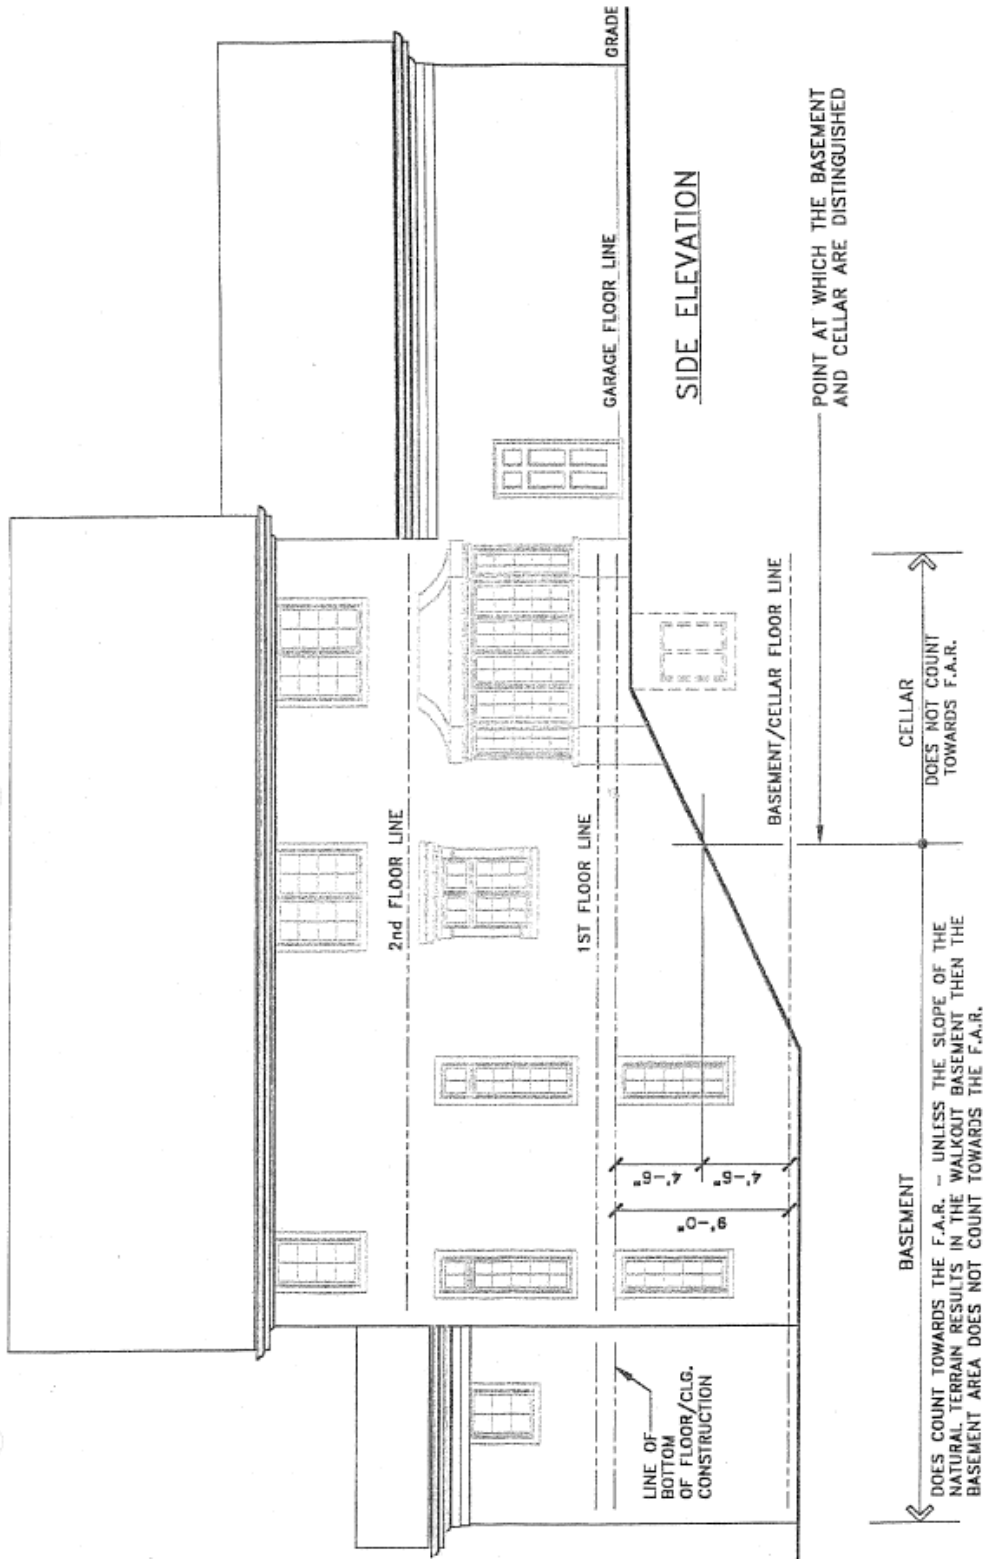 GRADE
GARAGE FLOOR LINE
SIDE ELEVATION
2nd FLOOR LINE
1ST FLOOR LINE
BASEMENT/CELLAR FLOOR LINE
POINT AT WHICH THE BASEMENT
AND CELLAR ARE DISTINGUISHED
LINE OF
BOTTOM
OF FLOOR/CLG.
CONSTRUCTION
9'-0"
4'-6"
4'-6"
CELLAR
DOES NOT COUNT
TOWARDS F.A.R.
BASEMENT
DOES COUNT TOWARDS THE F.A.R. -- UNLESS THE SLOPE OF THE
NATURAL TERRAIN RESULTS IN THE WALKOUT BASEMENT THEN THE
BASEMENT AREA DOES NOT COUNT TOWARDS THE F.A.R.